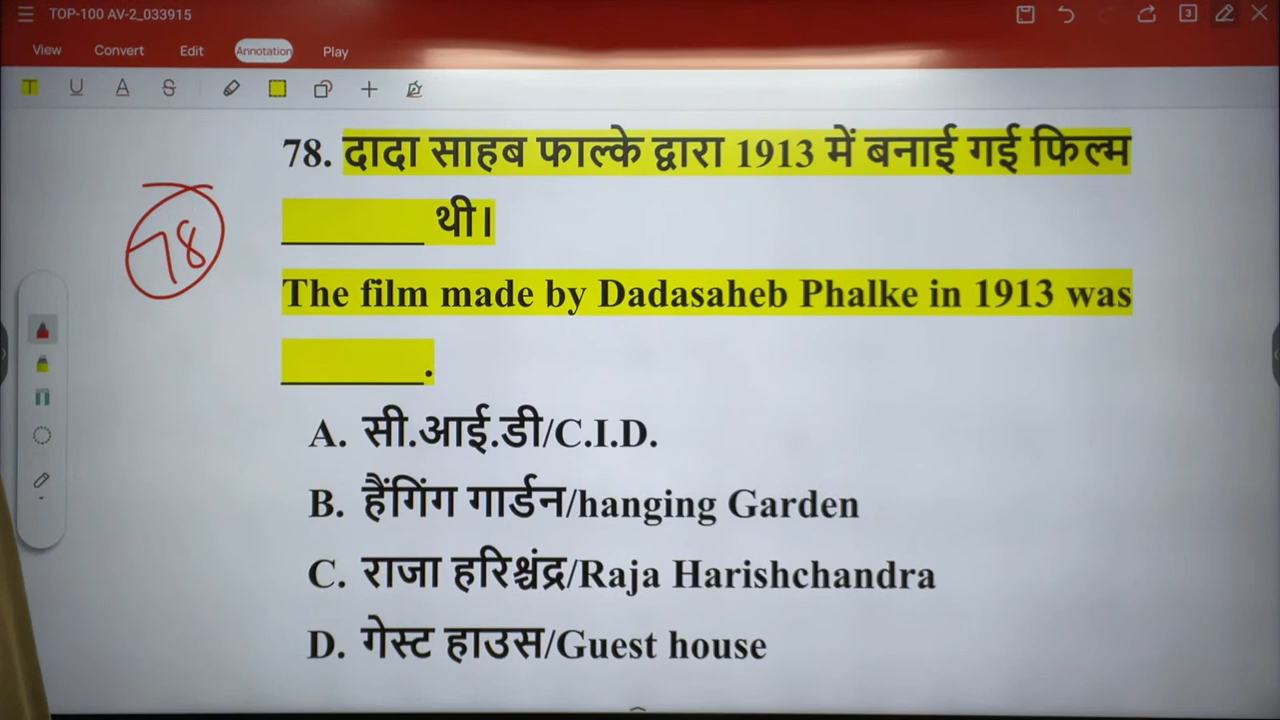 TOP-100 AV-2_033915
3
View Convert Edit Annotation Play
T U A S
78. दादा साहब फाल्के द्वारा 1913 में बनाई गई फिल्म
_______ थी।
78
The film made by Dadasaheb Phalke in 1913 was
_______.
A. सी.आई.डी/C.I.D.
B. हैंगिंग गार्डन/hanging Garden
C. राजा हरिश्चंद्र/Raja Harishchandra
D. गेस्ट हाउस/Guest house